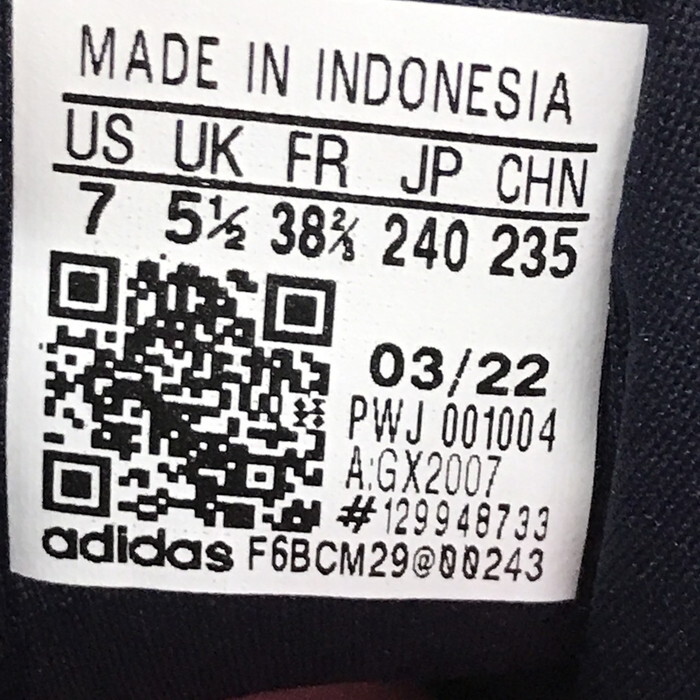 MADE IN INDONESIA
US UK FR JP CHN
7 5½ 38⅔ 240 235
03/22
PWJ 001004
A:GX2007
#129948733
adidas F6BCM29@00243